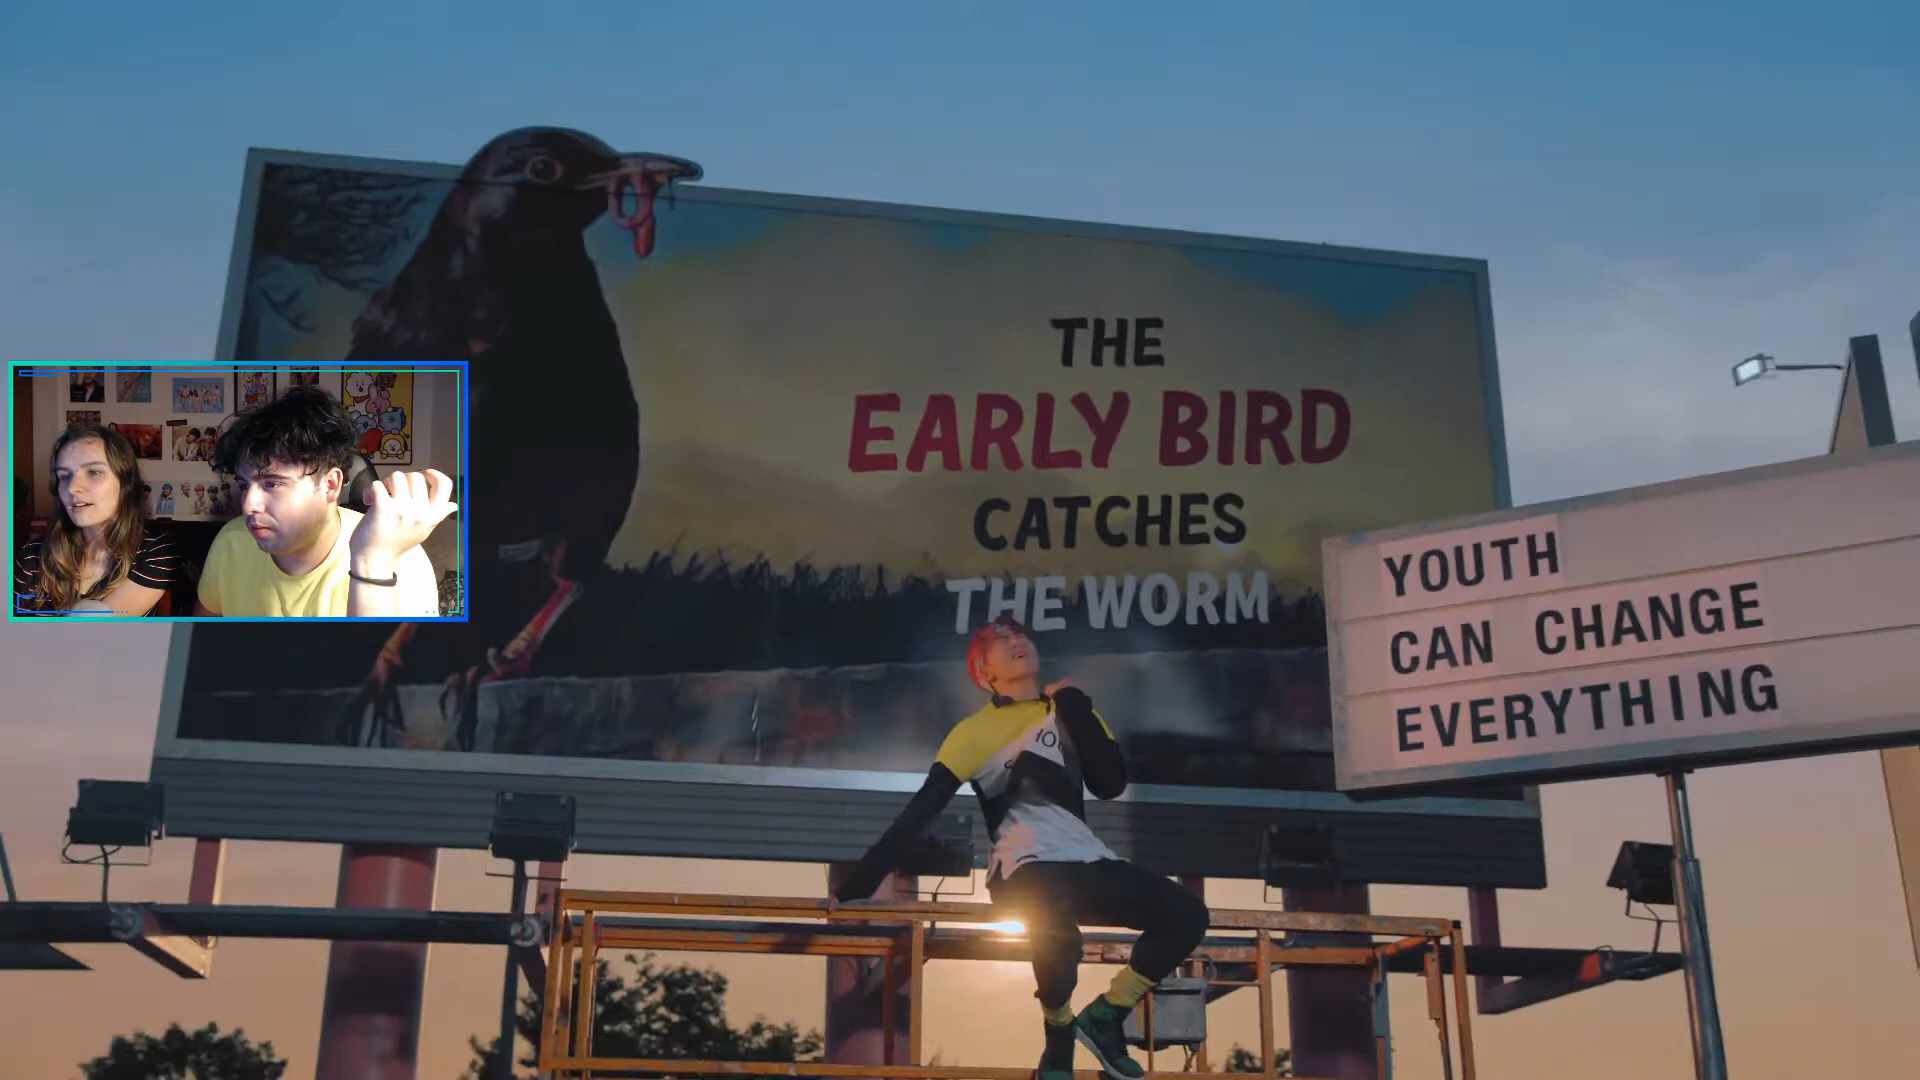 THE
EARLY BIRD
CATCHES
THE WORM
YOUTH
CAN CHANGE
EVERYTHING